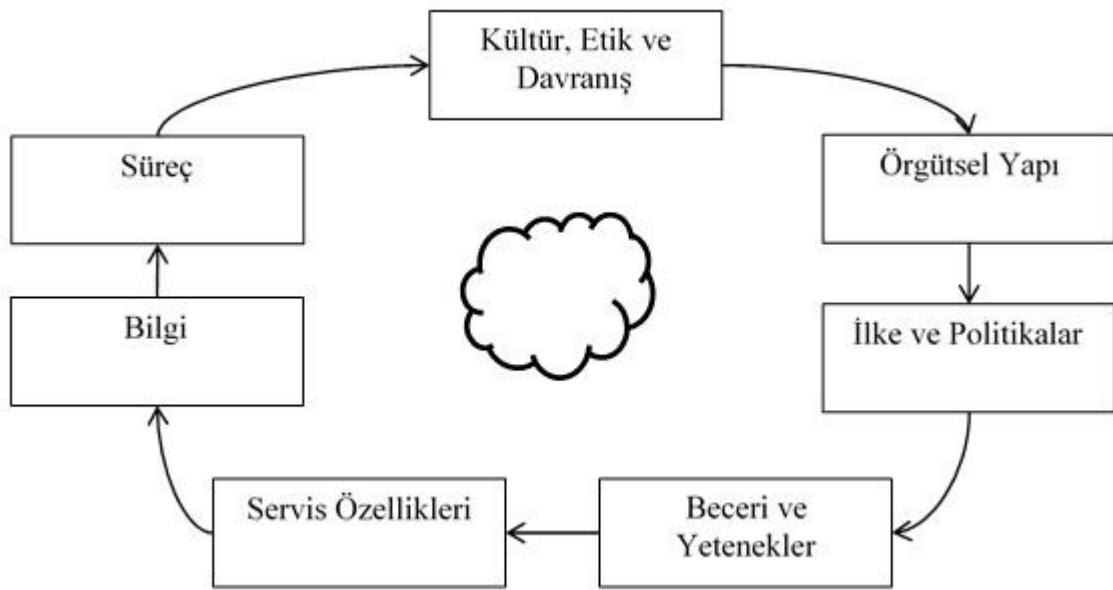 Kültür, Etik ve
Davranış
Süreç
Örgütsel Yapı
Bilgi
İlke ve Politikalar
Servis Özellikleri
Beceri ve
Yetenekler